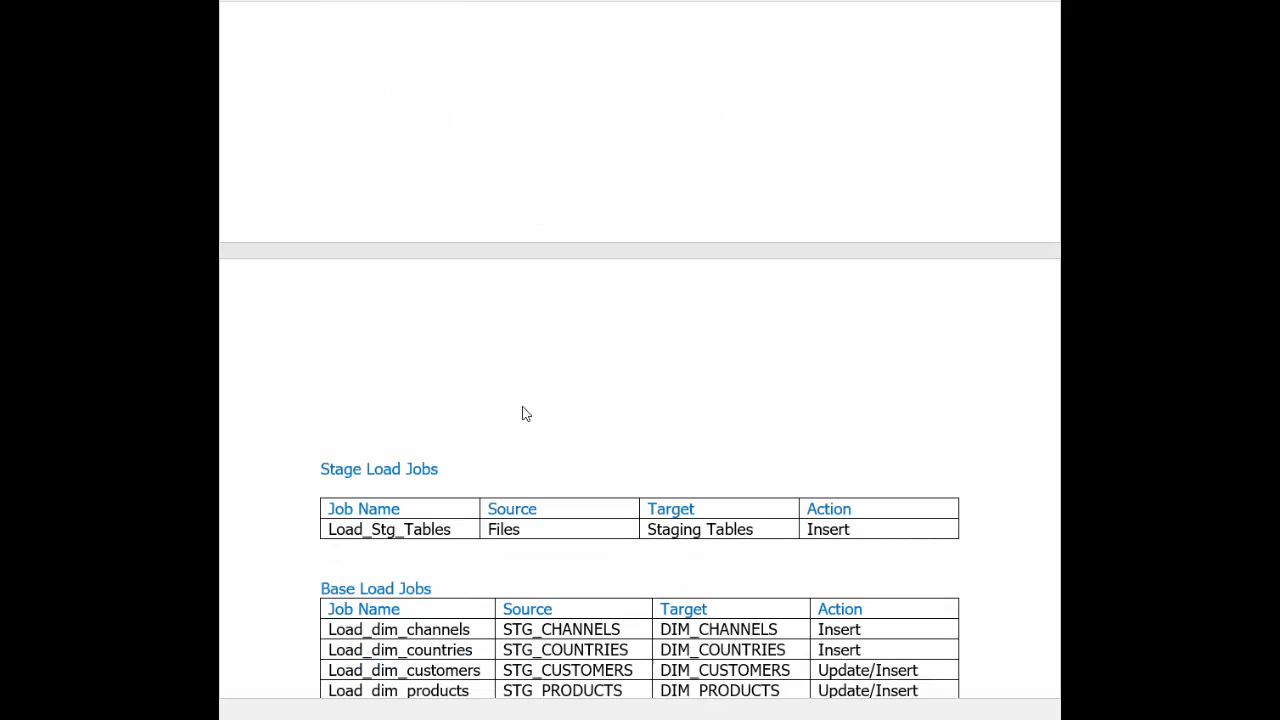 Stage Load Jobs
Job Name Source Target Action
Load_Stg_Tables Files Staging Tables Insert
Base Load Jobs
Job Name Source Target Action
Load_dim_channels STG_CHANNELS DIM_CHANNELS Insert
Load_dim_countries STG_COUNTRIES DIM_COUNTRIES Insert
Load_dim_customers STG_CUSTOMERS DIM_CUSTOMERS Update/Insert
Load_dim_products STG_PRODUCTS DIM_PRODUCTS Update/Insert